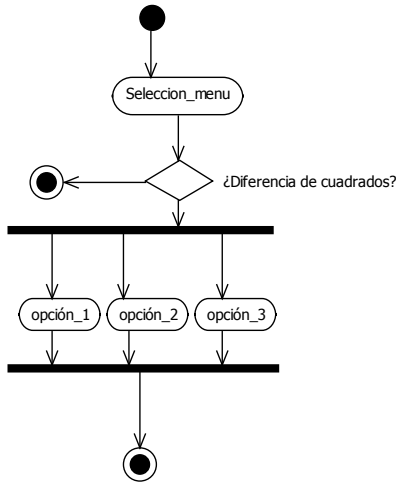 Seleccion_menu
¿Diferencia de cuadrados?
opción_1
opción_2
opción_3